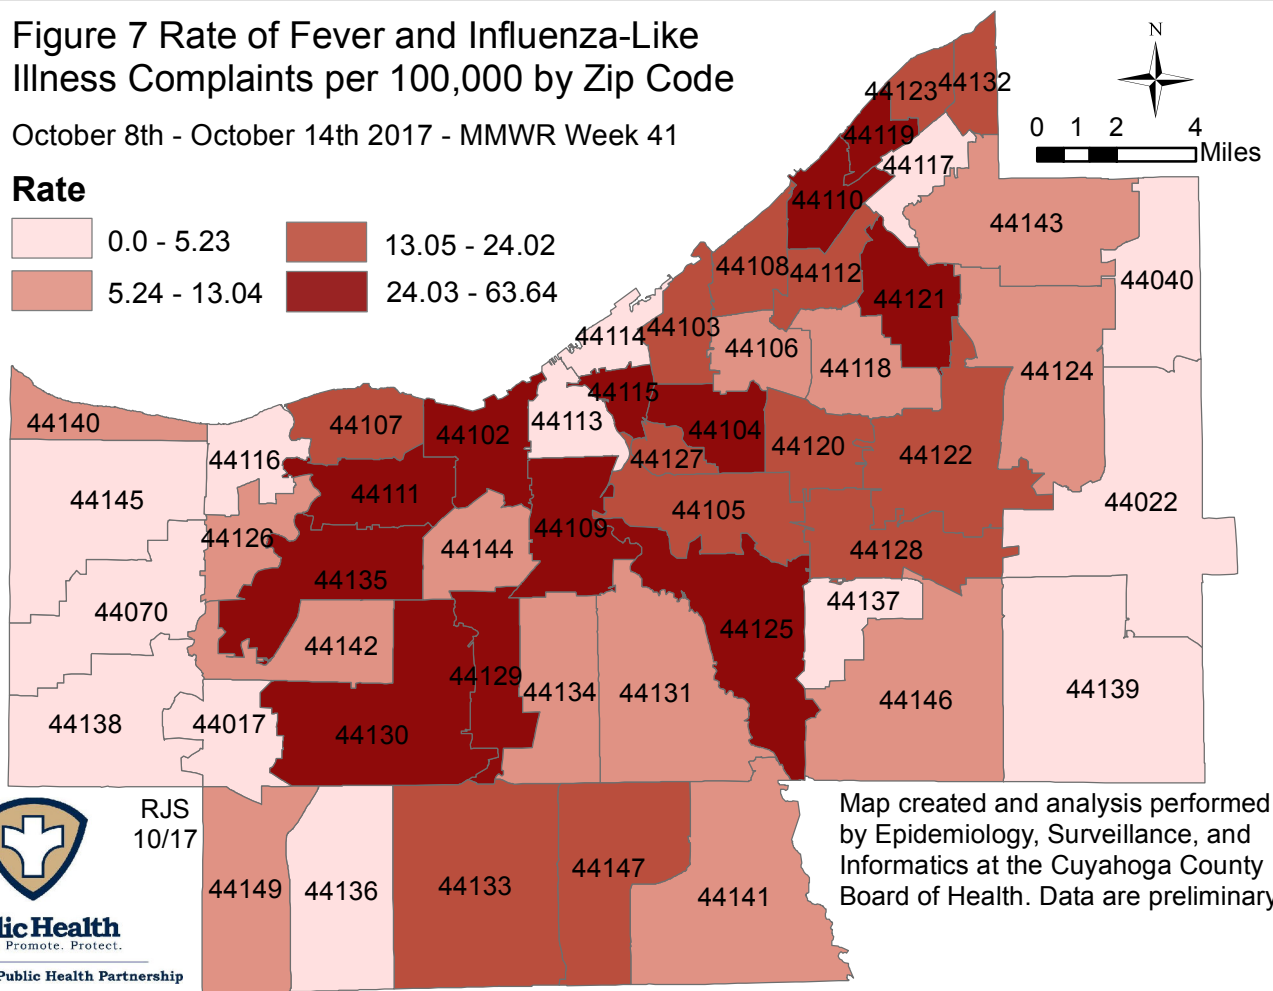 Figure 7 Rate of Fever and Influenza-Like
Illness Complaints per 100,000 by Zip Code
October 8th - October 14th 2017 - MMWR Week 41
Rate
0.0 - 5.23
5.24 - 13.04
13.05 - 24.02
24.03 - 63.64
N
0 1 2 4
Miles
44123
44132
44119
44117
44110
44143
44108
44112
44040
44121
44114
44103
44106
44118
44124
44115
44140
44107
44102
44113
44104
44120
44122
44116
44127
44145
44111
44105
44022
44126
44109
44144
44128
44135
44070
44137
44142
44125
44129
44134
44131
44146
44139
44138
44017
44130
44149
44136
44133
44147
44141
RJS
10/17
Map created and analysis performed
by Epidemiology, Surveillance, and
Informatics at the Cuyahoga County
Board of Health. Data are preliminary
lic Health
Promote. Protect.
Public Health Partnership